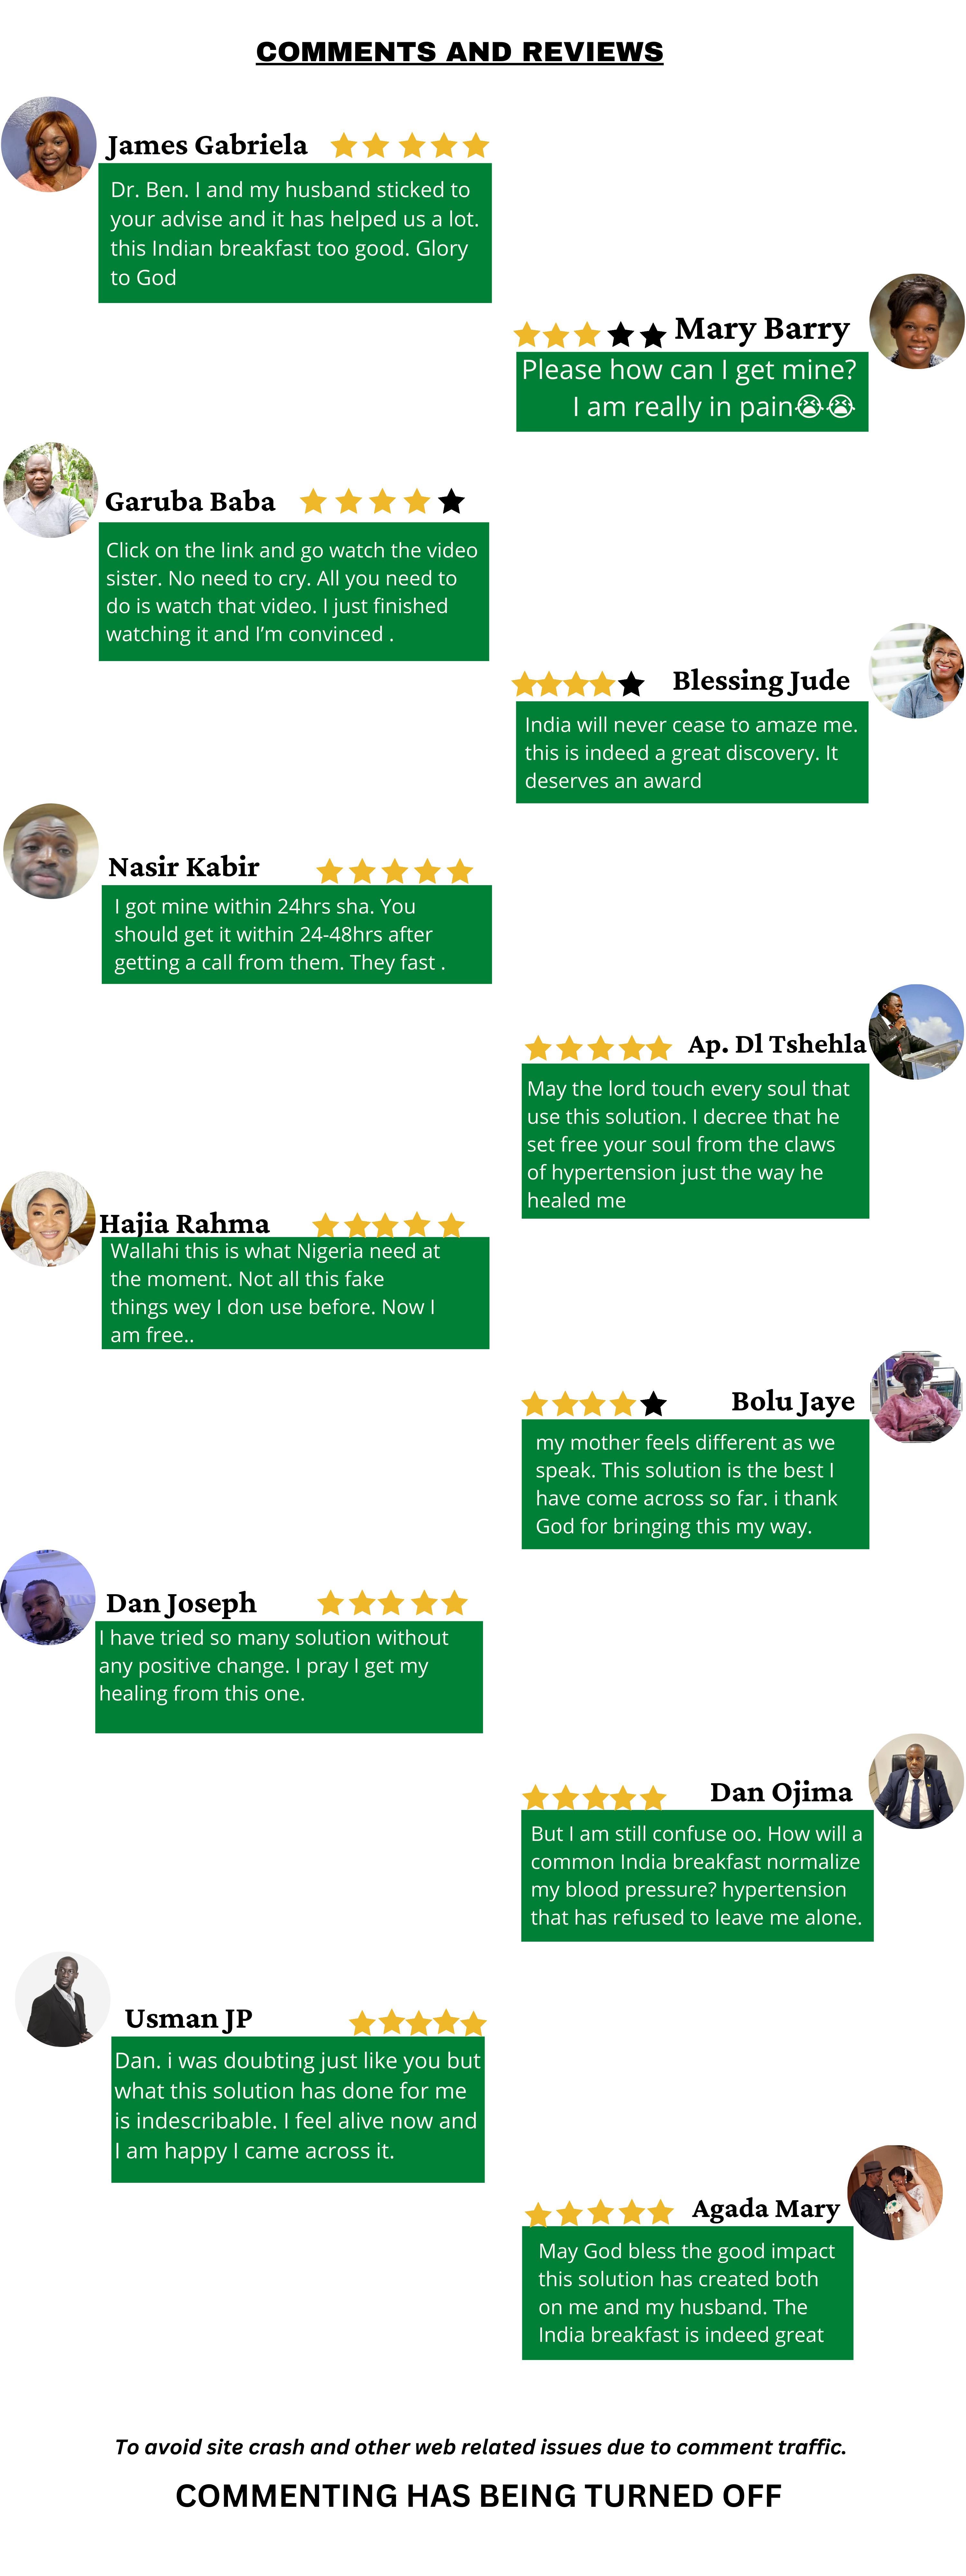 COMMENTS AND REVIEWS
James Gabriela
Dr. Ben. I and my husband sticked to
your advise and it has helped us a lot.
this Indian breakfast too good. Glory
to God
Mary Barry
Please how can I get mine?
I am really in pain😭😭
Garuba Baba
Click on the link and go watch the video
sister. No need to cry. All you need to
do is watch that video. I just finished
watching it and I’m convinced .
Blessing Jude
India will never cease to amaze me.
this is indeed a great discovery. It
deserves an award
Nasir Kabir
I got mine within 24hrs sha. You
should get it within 24-48hrs after
getting a call from them. They fast .
Ap. Dl Tshehla
May the lord touch every soul that
use this solution. I decree that he
set free your soul from the claws
of hypertension just the way he
healed me
Hajia Rahma
Wallahi this is what Nigeria need at
the moment. Not all this fake
things wey I don use before. Now I
am free..
Bolu Jaye
my mother feels different as we
speak. This solution is the best I
have come across so far. i thank
God for bringing this my way.
Dan Joseph
I have tried so many solution without
any positive change. I pray I get my
healing from this one.
Dan Ojima
But I am still confuse oo. How will a
common India breakfast normalize
my blood pressure? hypertension
that has refused to leave me alone.
Usman JP
Dan. i was doubting just like you but
what this solution has done for me
is indescribable. I feel alive now and
I am happy I came across it.
Agada Mary
May God bless the good impact
this solution has created both
on me and my husband. The
India breakfast is indeed great
To avoid site crash and other web related issues due to comment traffic.
COMMENTING HAS BEING TURNED OFF